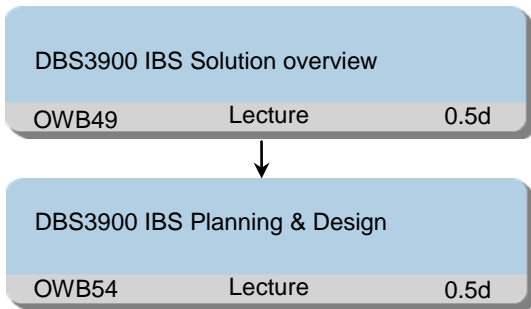 DBS3900 IBS Solution overview
OWB49 Lecture 0.5d
DBS3900 IBS Planning & Design
OWB54 Lecture 0.5d